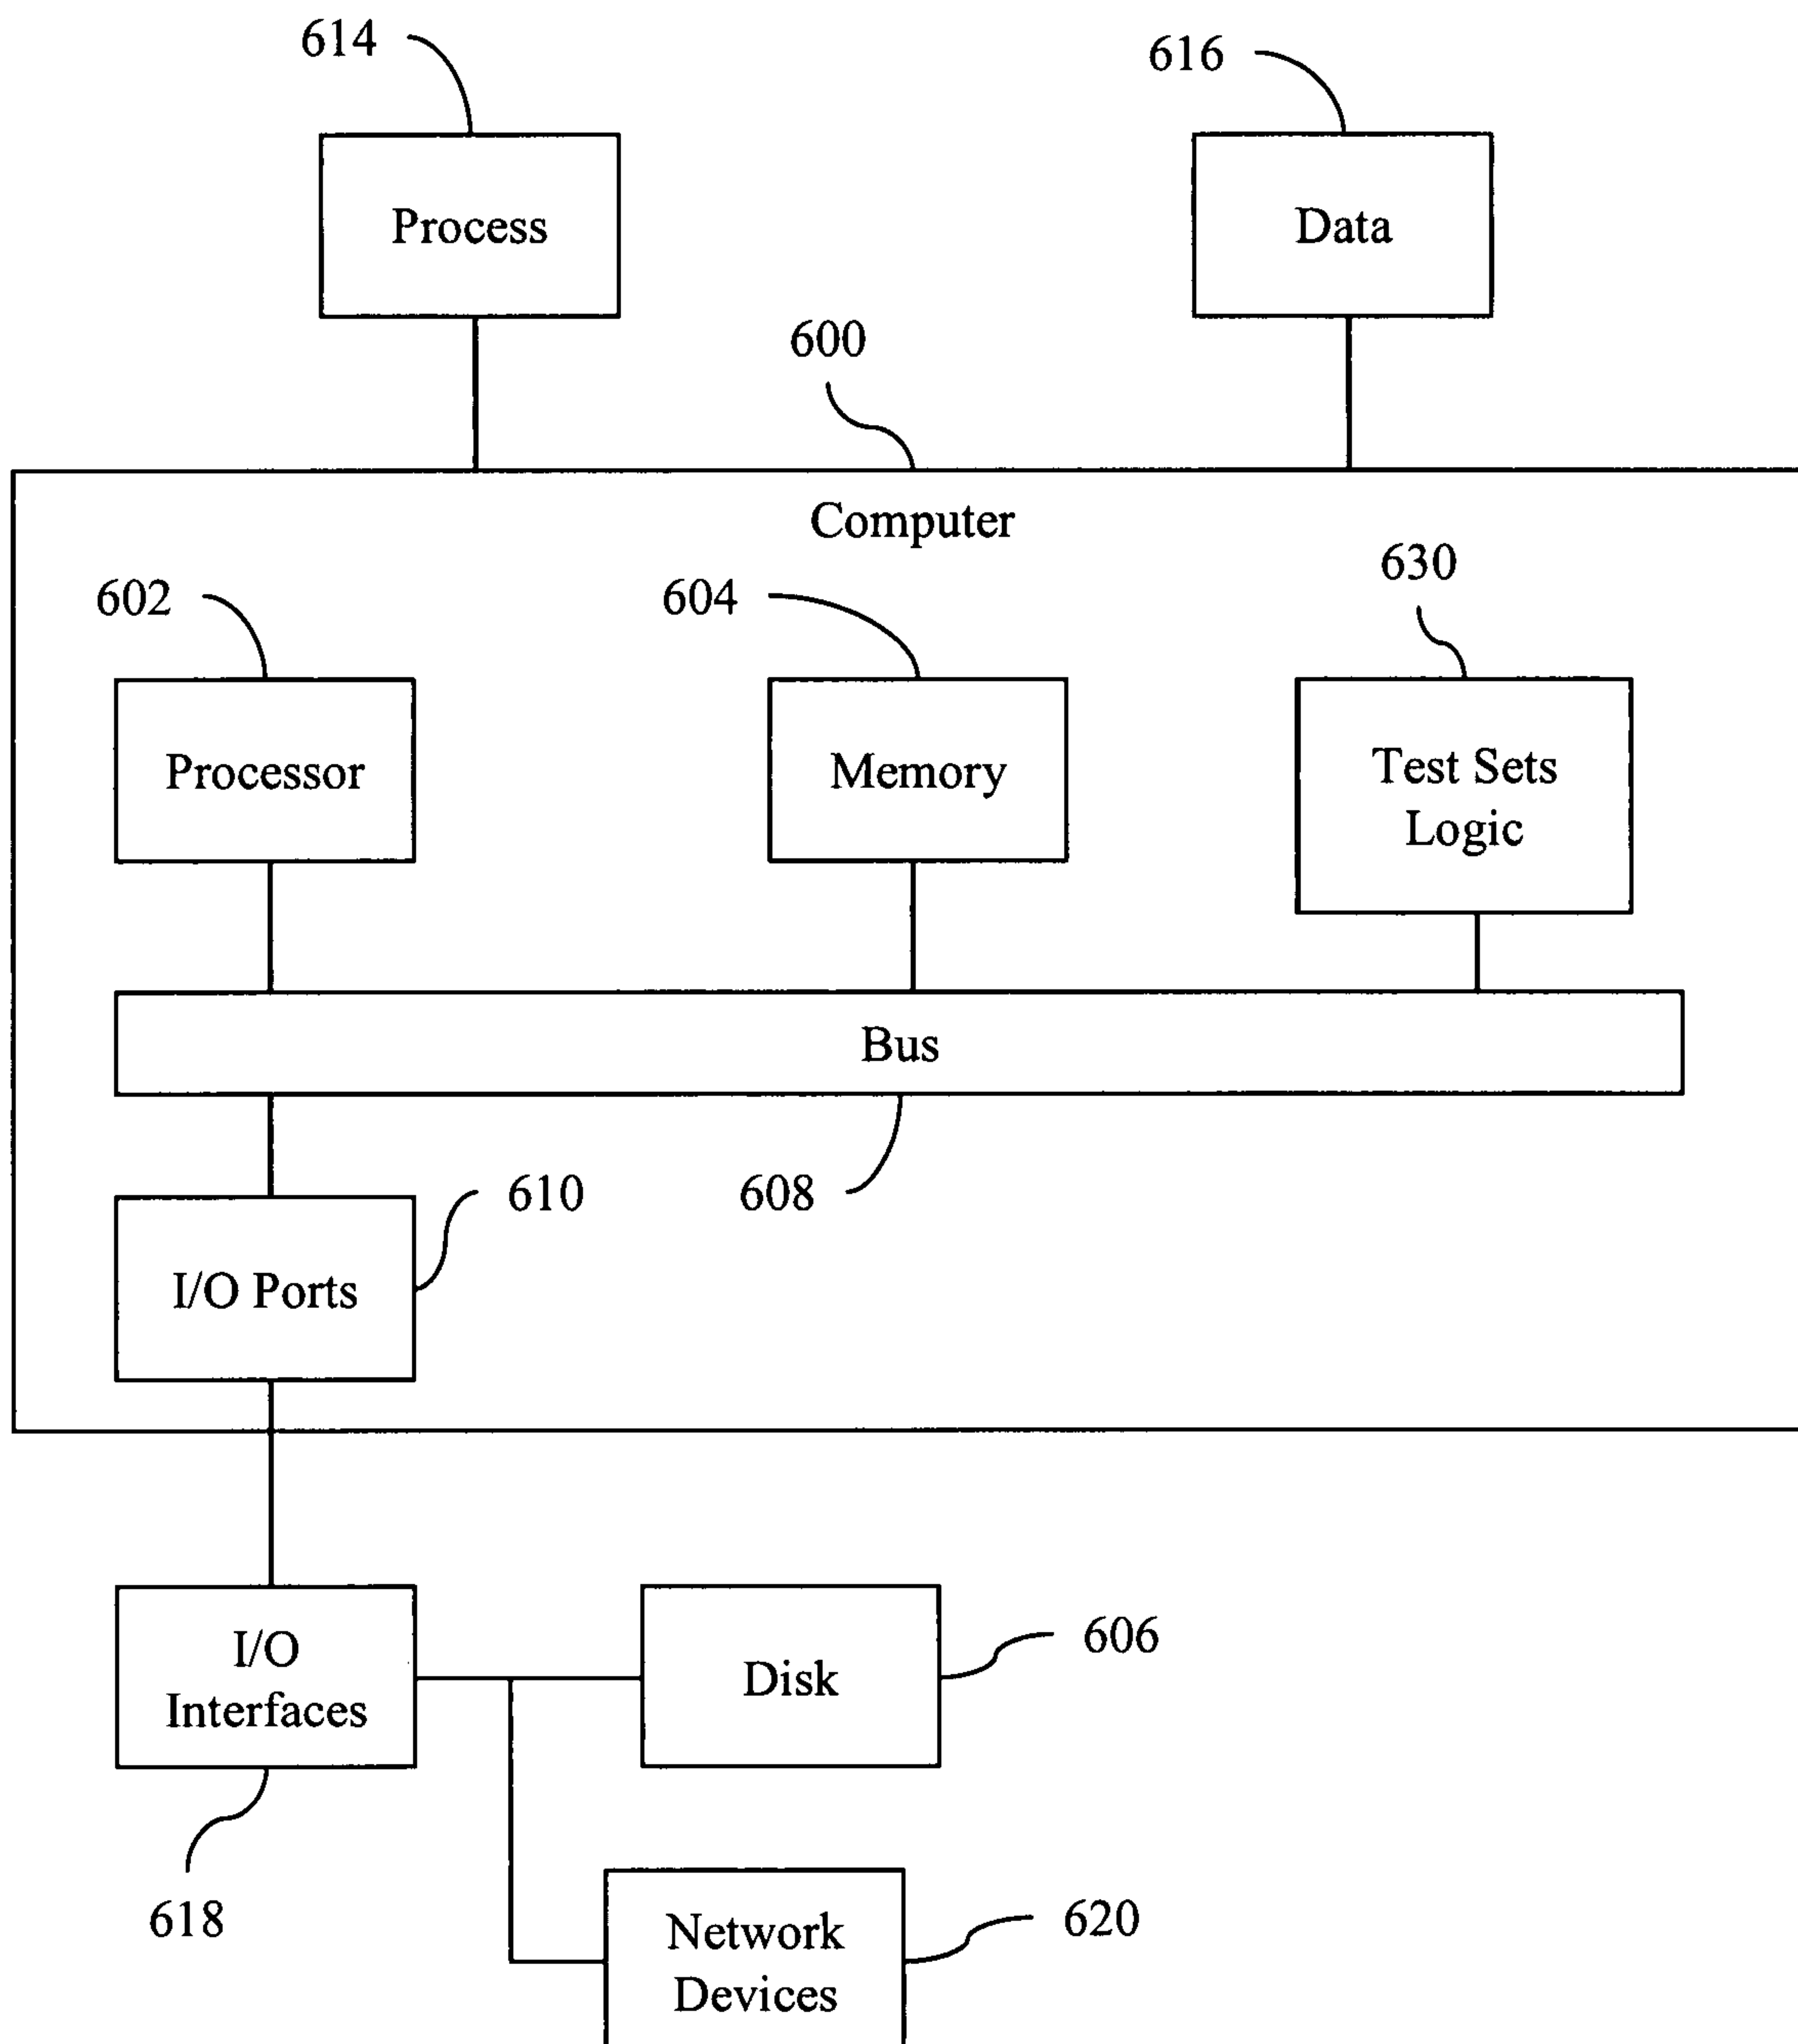 614
616
Process
Data
600
Computer
602
604
630
Processor
Memory
Test Sets
Logic
Bus
610
608
I/O Ports
I/O
Interfaces
Disk
606
618
Network
Devices
620